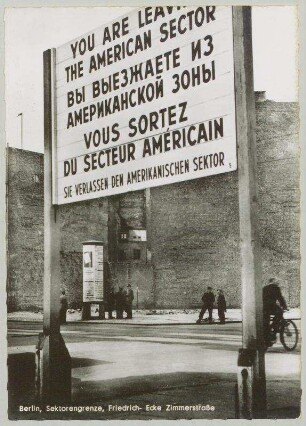 YOU ARE LEAVING
THE AMERICAN SECTOR
ВЫ ВЫЕЗЖАЕТЕ ИЗ
АМЕРИКАНСКОЙ ЗОНЫ
VOUS SORTEZ
DU SECTEUR AMÉRICAIN
SIE VERLASSEN DEN AMERIKANISCHEN SEKTOR
Berlin, Sektorengrenze, Friedrich- Ecke Zimmerstraße